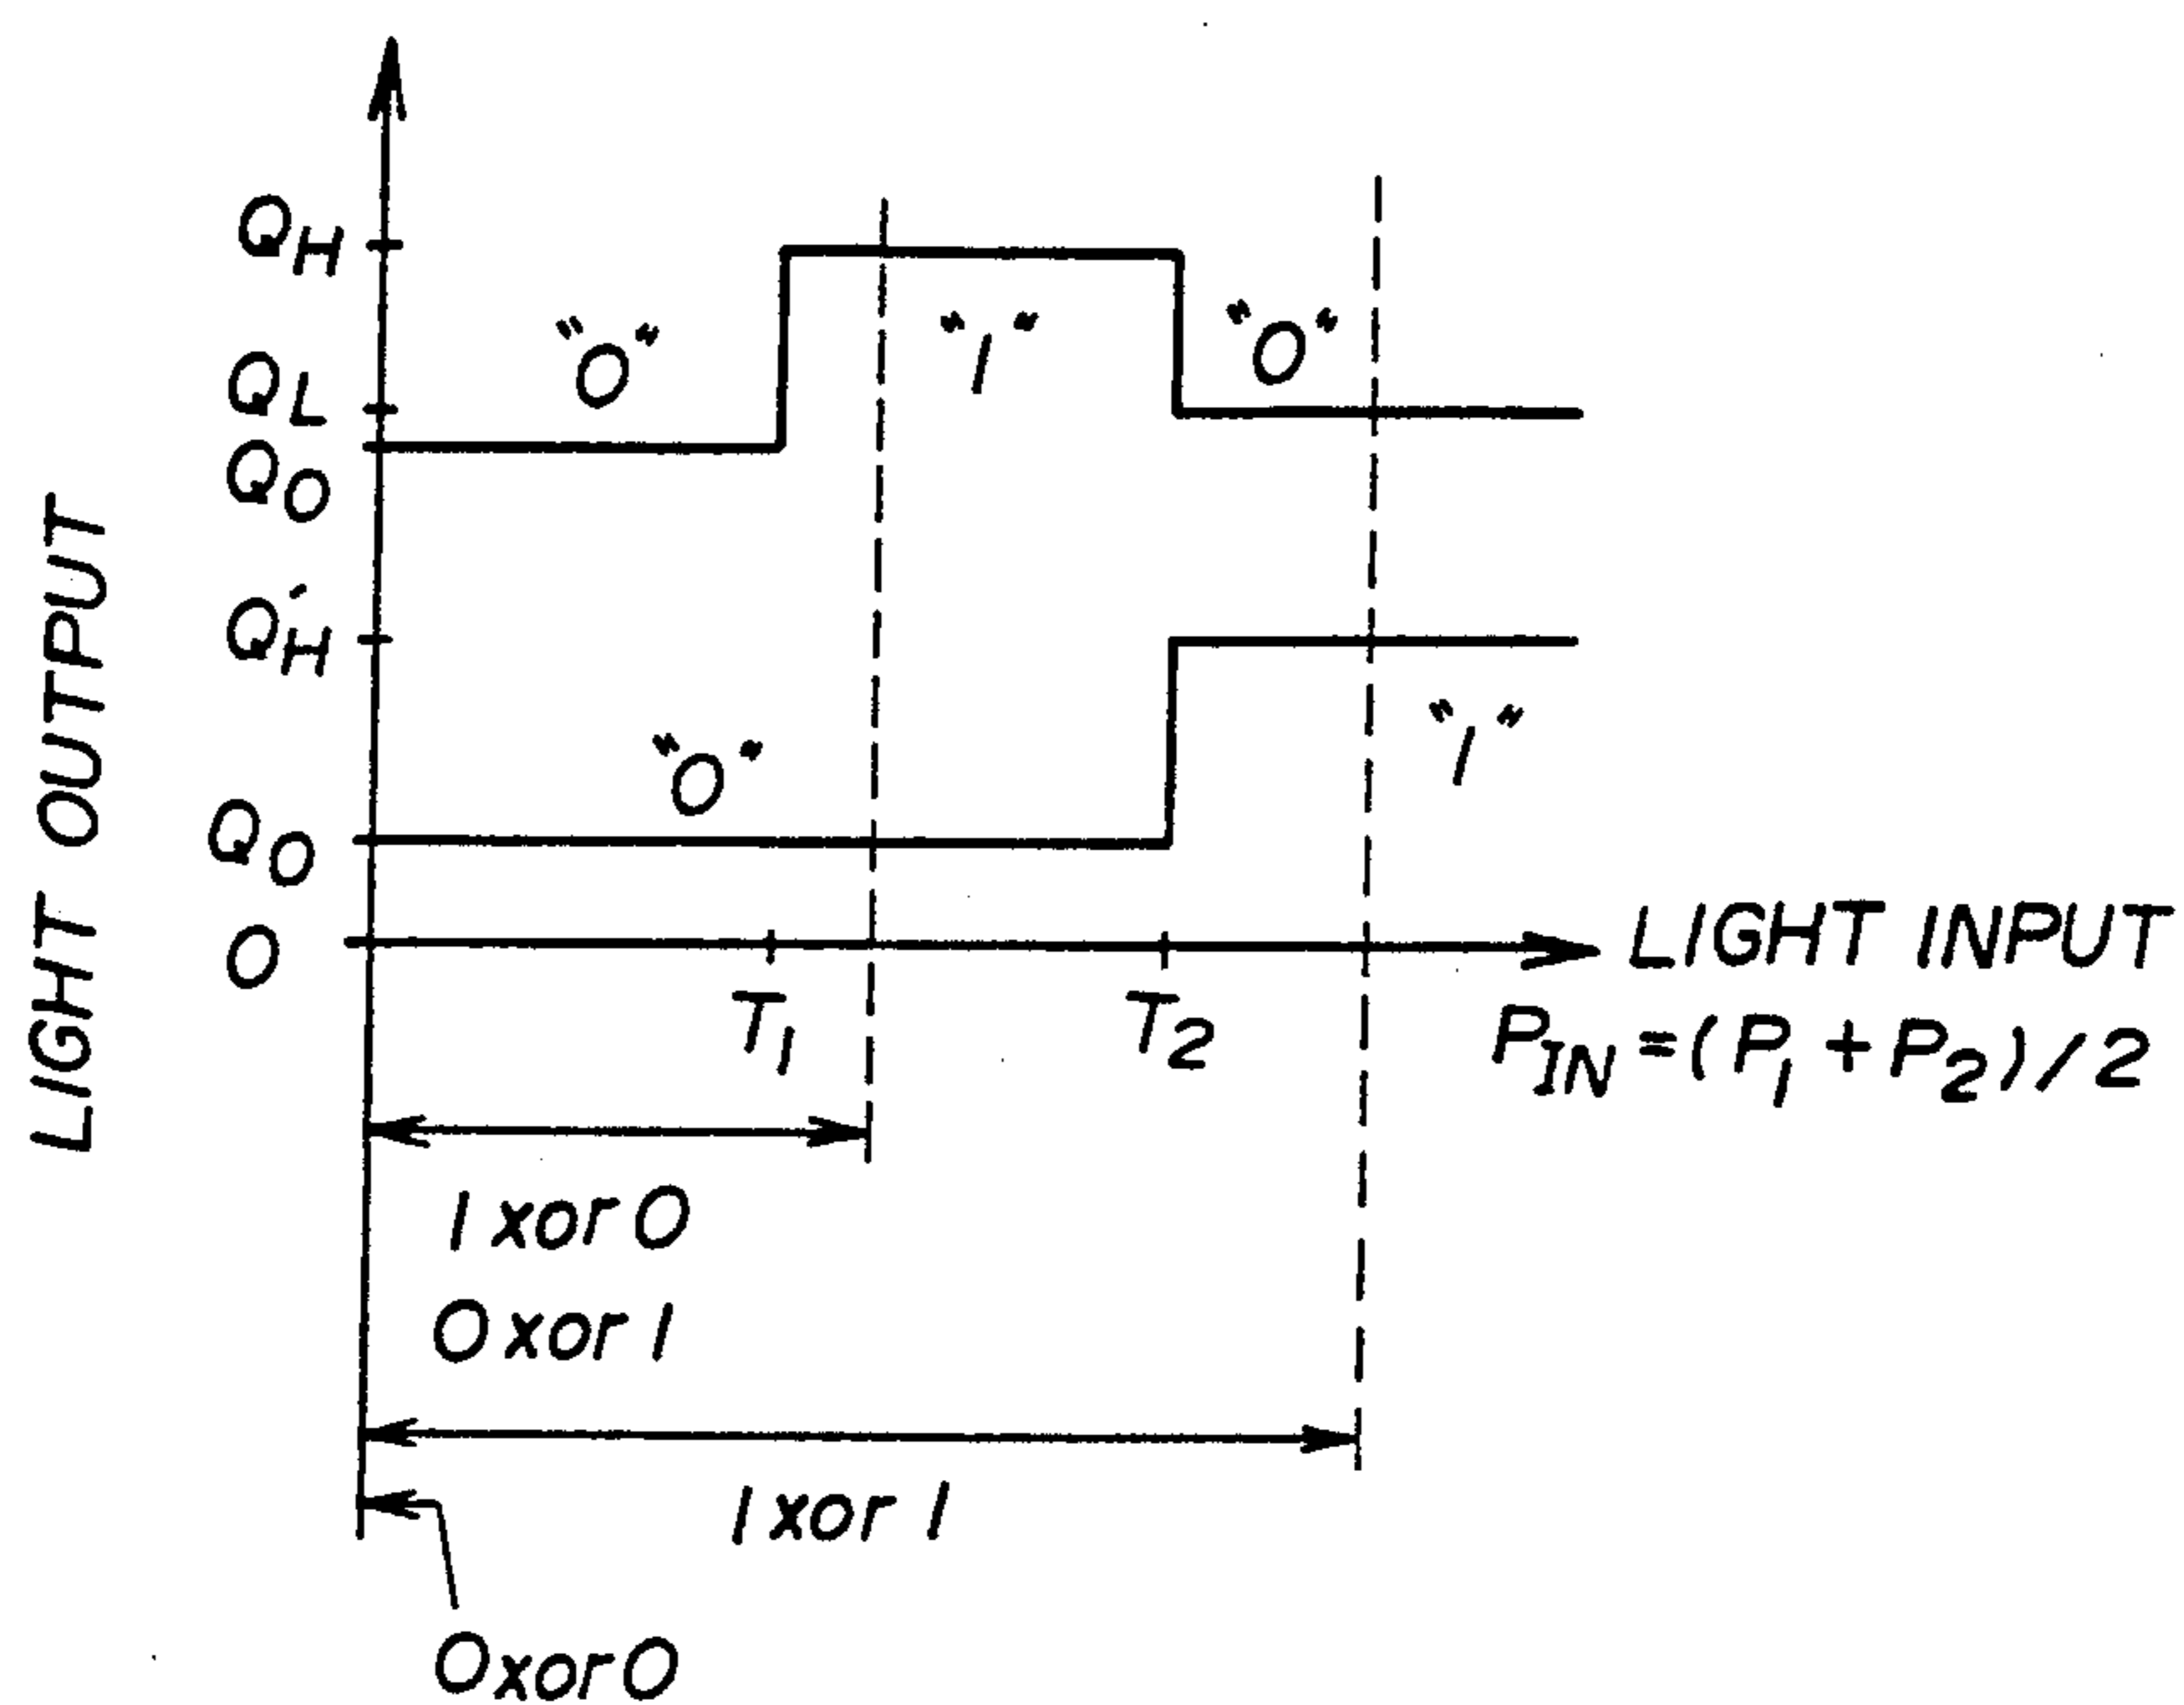 Q_H
"0"
"1"
"0"
Q_L
Q_O
Q'_H
"1"
"0"
Q_O
O
LIGHT OUTPUT
LIGHT INPUT
P_IN = (P_1 + P_2) / 2
T_1
T_2
1 xor 0
0 xor 1
1 xor 1
0 xor 0